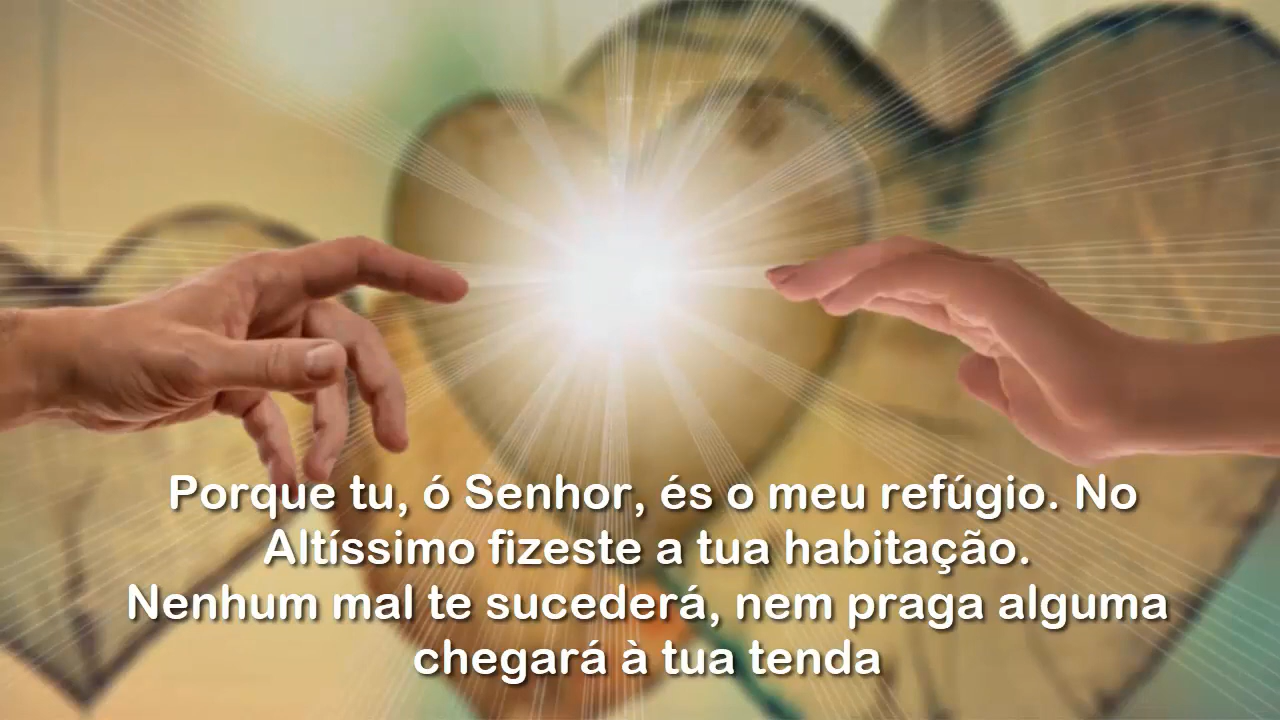 Porque tu, ó Senhor, és o meu refúgio. No
Altíssimo fizeste a tua habitação.
Nenhum mal te sucederá, nem praga alguma
chegará à tua tenda